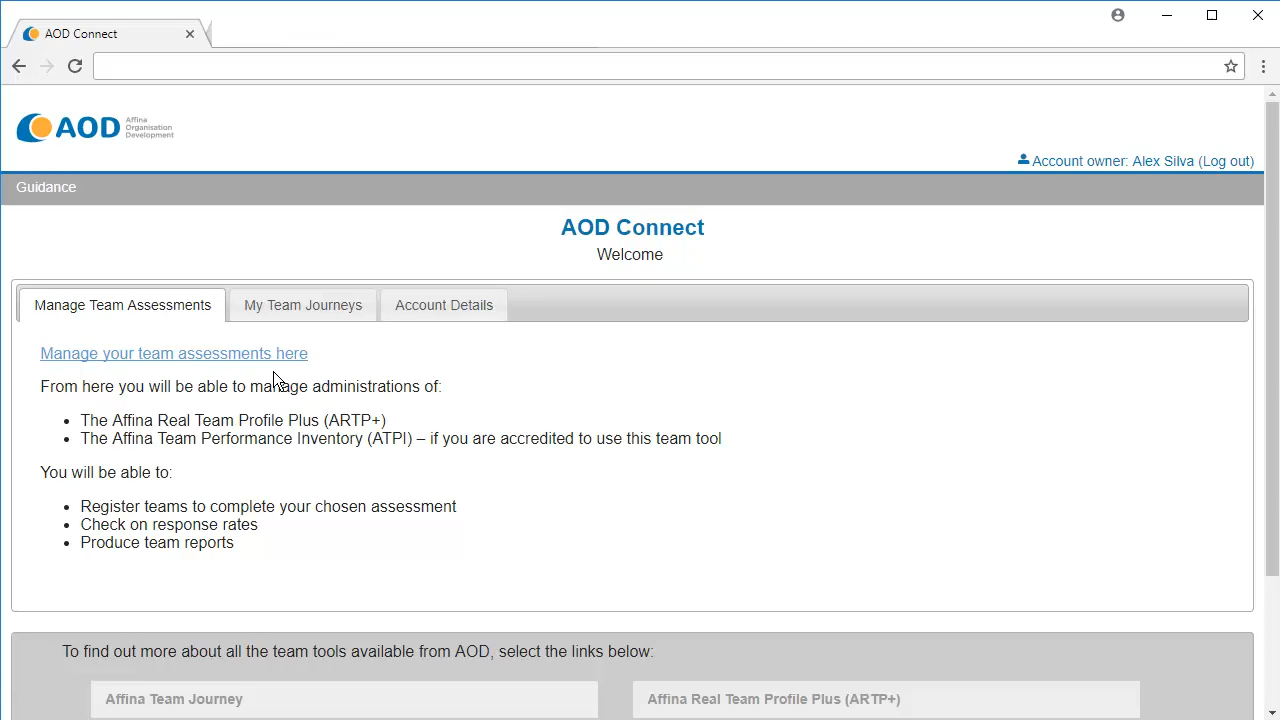 AOD Connect
AOD
Affina
Organisation
Development
Account owner: Alex Silva (Log out)
Guidance
AOD Connect
Welcome
Manage Team Assessments My Team Journeys Account Details
Manage your team assessments here
From here you will be able to manage administrations of:
• The Affina Real Team Profile Plus (ARTP+)
• The Affina Team Performance Inventory (ATPI) – if you are accredited to use this team tool
You will be able to:
• Register teams to complete your chosen assessment
• Check on response rates
• Produce team reports
To find out more about all the team tools available from AOD, select the links below:
Affina Team Journey Affina Real Team Profile Plus (ARTP+)